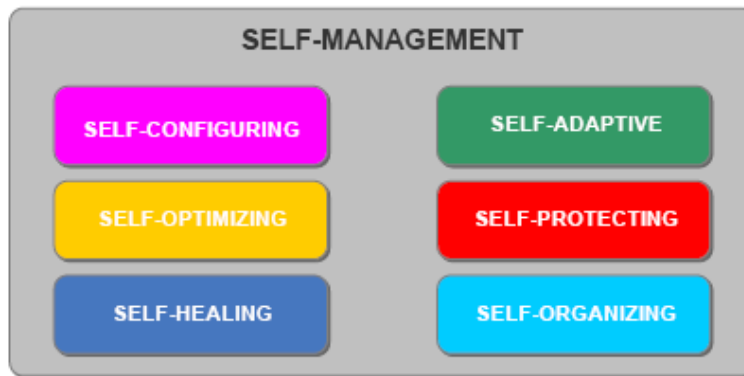 SELF-MANAGEMENT
SELF-CONFIGURING
SELF-ADAPTIVE
SELF-OPTIMIZING
SELF-PROTECTING
SELF-HEALING
SELF-ORGANIZING